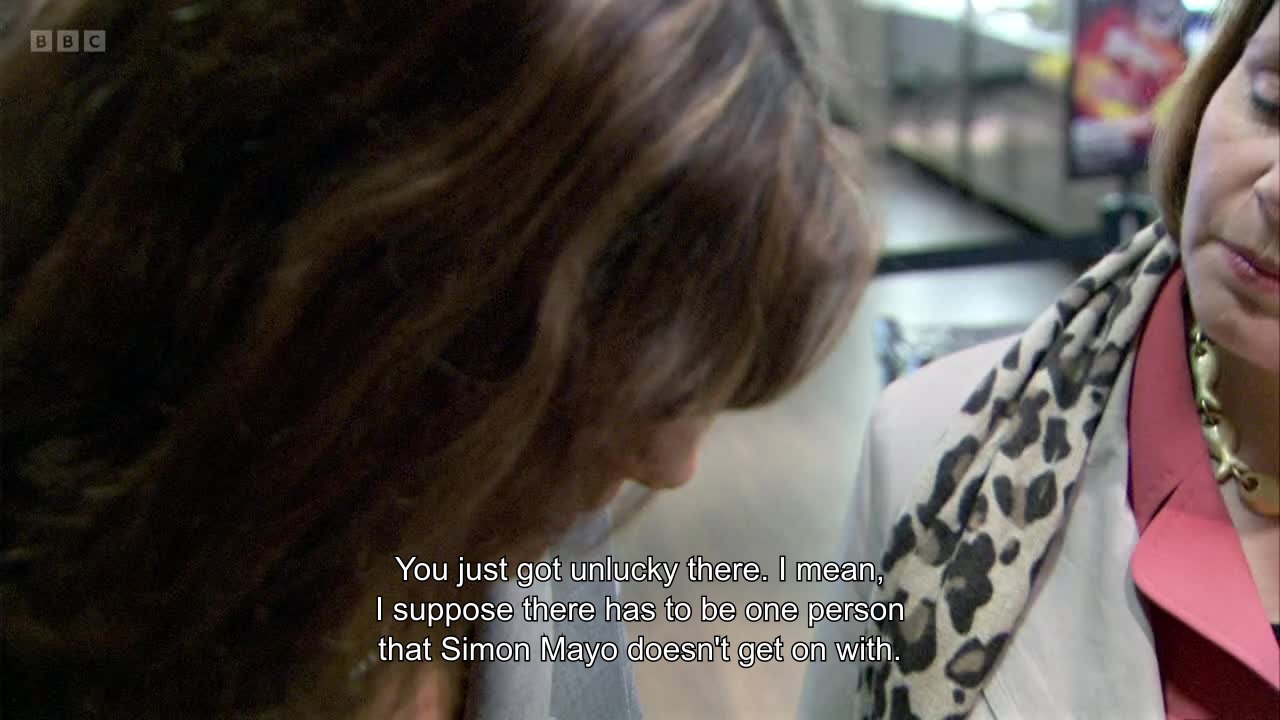 BBC
You just got unlucky there. I mean,
I suppose there has to be one person
that Simon Mayo doesn't get on with.